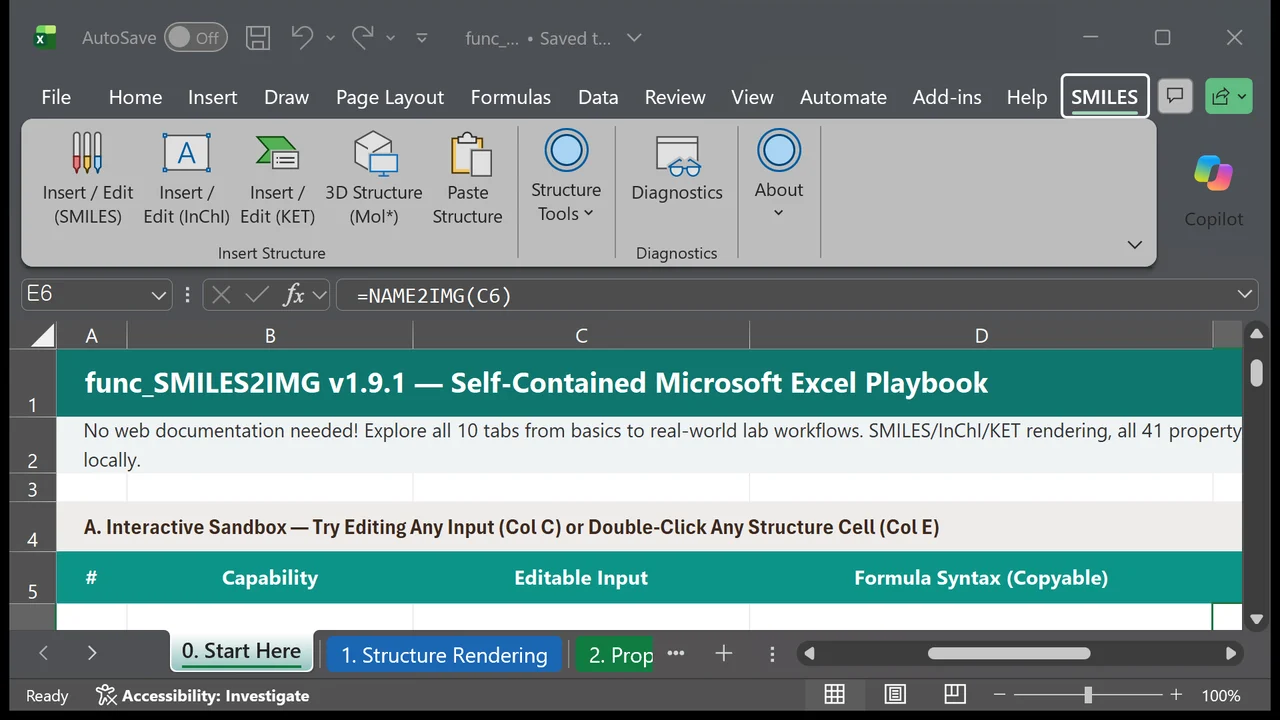 AutoSave Off func_... • Saved t...
File Home Insert Draw Page Layout Formulas Data Review View Automate Add-ins Help SMILES
Insert / Edit (SMILES)
Insert / Edit (InChI)
Insert / Edit (KET)
3D Structure (Mol*)
Paste Structure
Structure Tools
Diagnostics
About
Copilot
Insert Structure
Diagnostics
E6 fx =NAME2IMG(C6)
A B C D
1 func_SMILES2IMG v1.9.1 — Self-Contained Microsoft Excel Playbook
No web documentation needed! Explore all 10 tabs from basics to real-world lab workflows. SMILES/InChI/KET rendering, all 41 property
2 locally.
3
4 A. Interactive Sandbox — Try Editing Any Input (Col C) or Double-Click Any Structure Cell (Col E)
5 # Capability Editable Input Formula Syntax (Copyable)
0. Start Here 1. Structure Rendering 2. Prop
Ready Accessibility: Investigate 100%